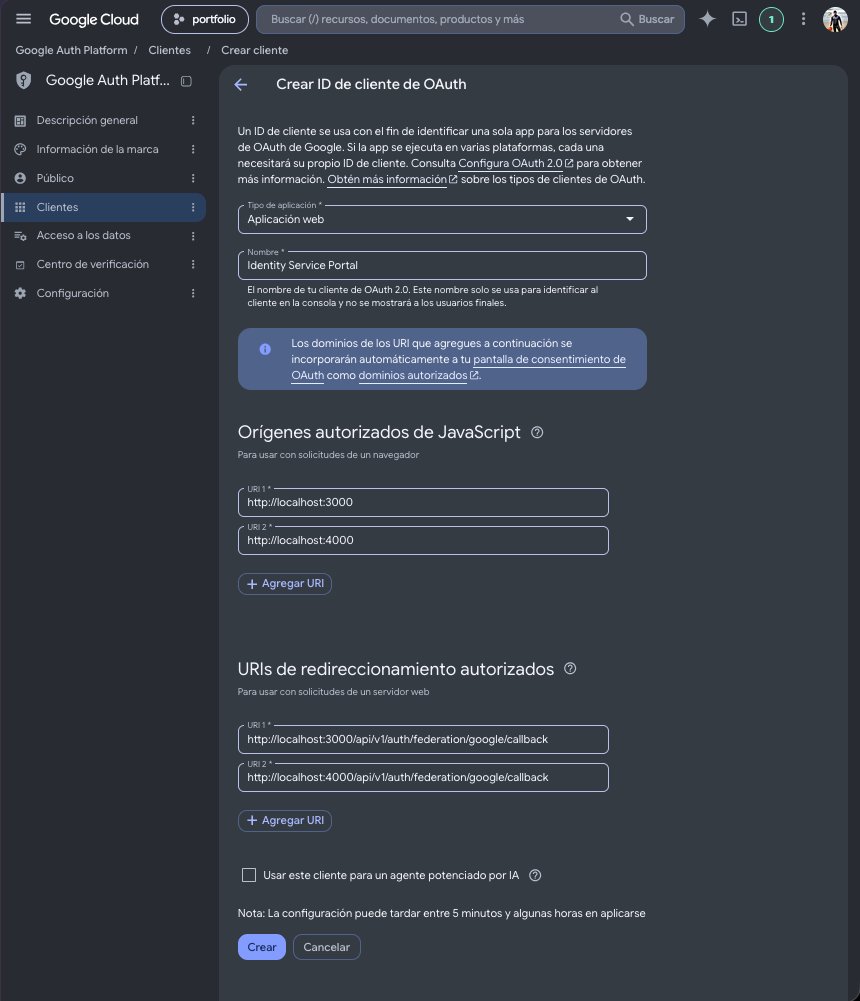 Google Cloud
portfolio
Buscar (/) recursos, documentos, productos y más
Buscar
1
Google Auth Platform / Clientes / Crear cliente
Google Auth Platf...
Descripción general
Información de la marca
Público
Clientes
Acceso a los datos
Centro de verificación
Configuración
Crear ID de cliente de OAuth
Un ID de cliente se usa con el fin de identificar una sola app para los servidores
de OAuth de Google. Si la app se ejecuta en varias plataformas, cada una
necesitará su propio ID de cliente. Consulta Configura OAuth 2.0 para obtener
más información. Obtén más información sobre los tipos de clientes de OAuth.
Tipo de aplicación *
Aplicación web
Nombre *
Identity Service Portal
El nombre de tu cliente de OAuth 2.0. Este nombre solo se usa para identificar al
cliente en la consola y no se mostrará a los usuarios finales.
Los dominios de los URI que agregues a continuación se
incorporarán automáticamente a tu pantalla de consentimiento de
OAuth como dominios autorizados.
Orígenes autorizados de JavaScript
Para usar con solicitudes de un navegador
URI 1 *
http://localhost:3000
URI 2 *
http://localhost:4000
+ Agregar URI
URIs de redireccionamiento autorizados
Para usar con solicitudes de un servidor web
URI 1 *
http://localhost:3000/api/v1/auth/federation/google/callback
URI 2 *
http://localhost:4000/api/v1/auth/federation/google/callback
+ Agregar URI
Usar este cliente para un agente potenciado por IA
Nota: La configuración puede tardar entre 5 minutos y algunas horas en aplicarse
Crear
Cancelar